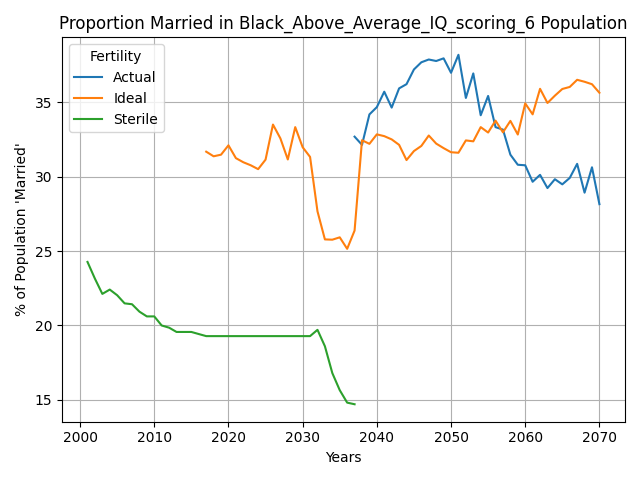 Proportion Married in Black_Above_Average_IQ_scoring_6 Population
Fertility
Actual
Ideal
Sterile
% of Population 'Married'
35
30
25
20
15
2000 2010 2020 2030 2040 2050 2060 2070
Years